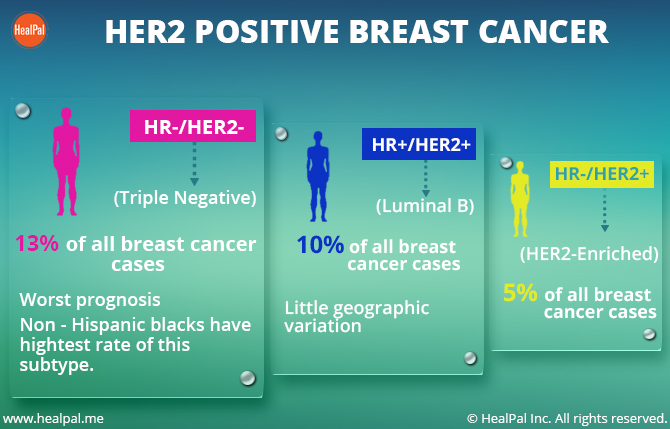 HealPal
HER2 POSITIVE BREAST CANCER
HR-/HER2-
(Triple Negative)
13% of all breast cancer
cases
Worst prognosis
Non - Hispanic blacks have
hightest rate of this
subtype.
HR+/HER2+
(Luminal B)
10% of all breast
cancer cases
Little geographic
variation
HR-/HER2+
(HER2-Enriched)
5% of all breast
cancer cases
www.healpal.me
© HealPal Inc. All rights reserved.